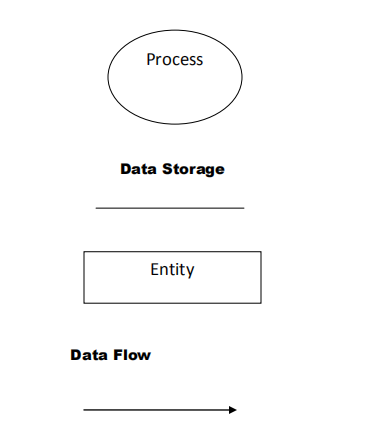 Process
Data Storage
Entity
Data Flow